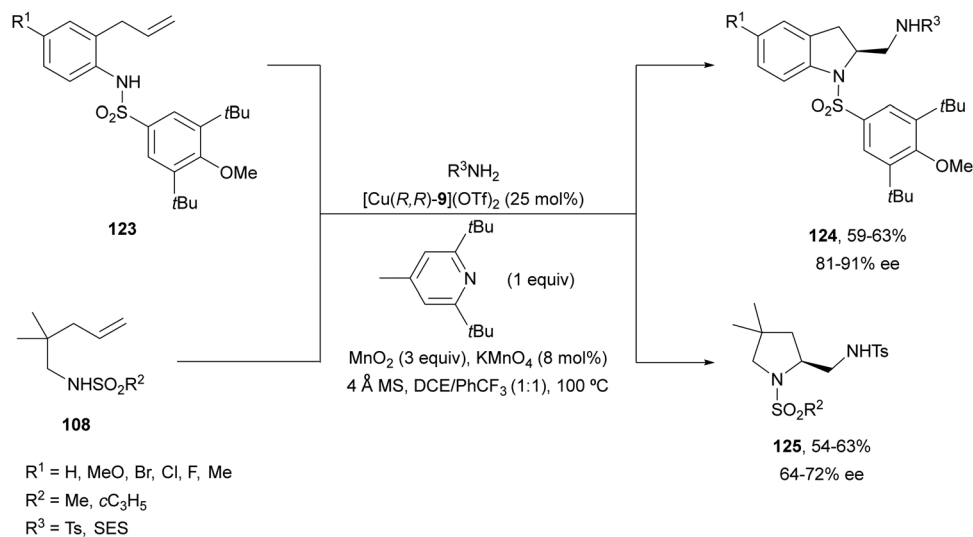 R¹
NH
O₂S
tBu
OMe
tBu
123
NHSO₂R²
108
R¹ = H, MeO, Br, Cl, F, Me
R² = Me, cC₃H₅
R³ = Ts, SES
R³NH₂
[Cu(R,R)-9](OTf)₂ (25 mol%)
tBu
N
(1 equiv)
tBu
MnO₂ (3 equiv), KMnO₄ (8 mol%)
4 Å MS, DCE/PhCF₃ (1:1), 100 ºC
R¹
NHR³
N
O₂S
tBu
OMe
tBu
124, 59-63%
81-91% ee
NHTs
N
SO₂R²
125, 54-63%
64-72% ee